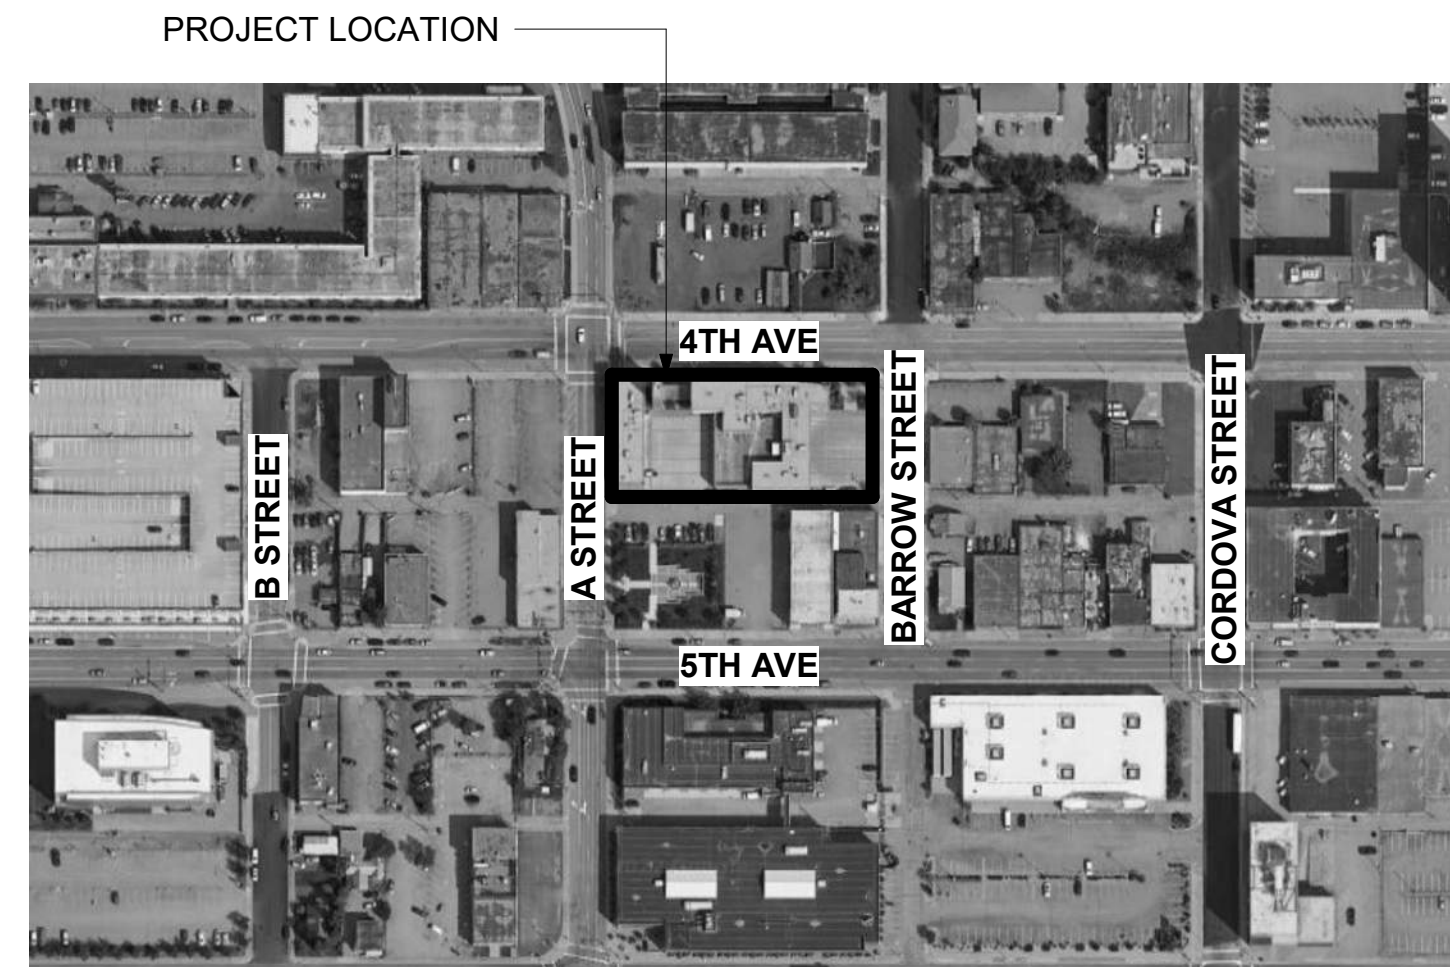 PROJECT LOCATION
4TH AVE
B STREET
A STREET
BARROW STREET
CORDOVA STREET
5TH AVE